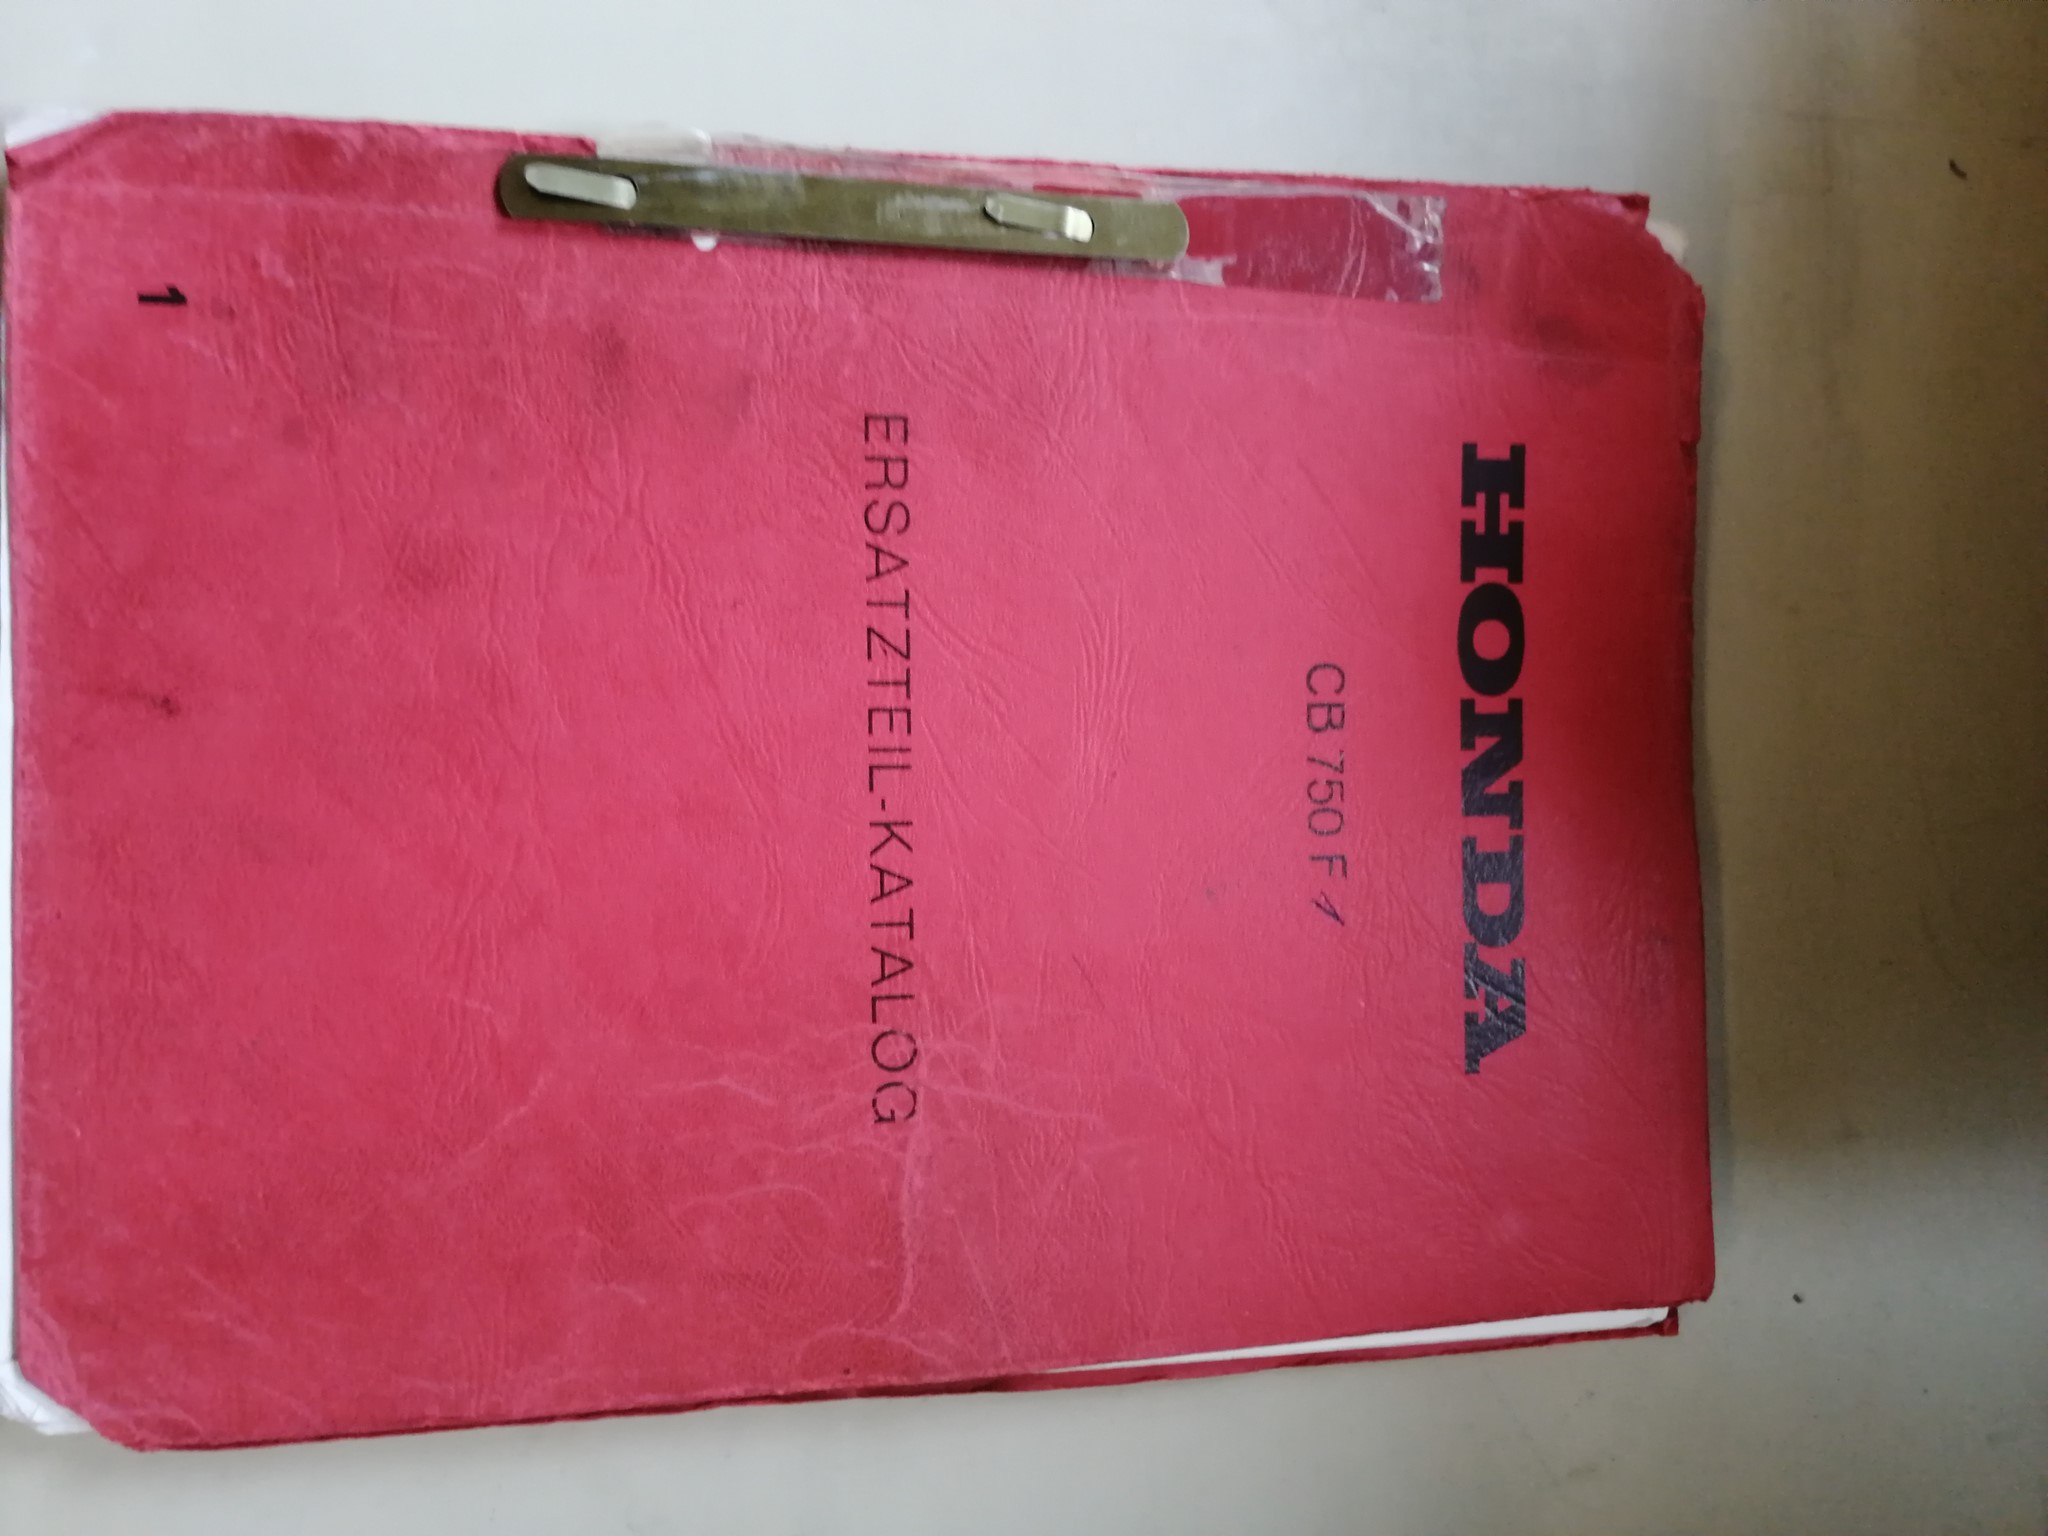 HONDA
CB 750 F 1
ERSATZTEIL-KATALOG
1